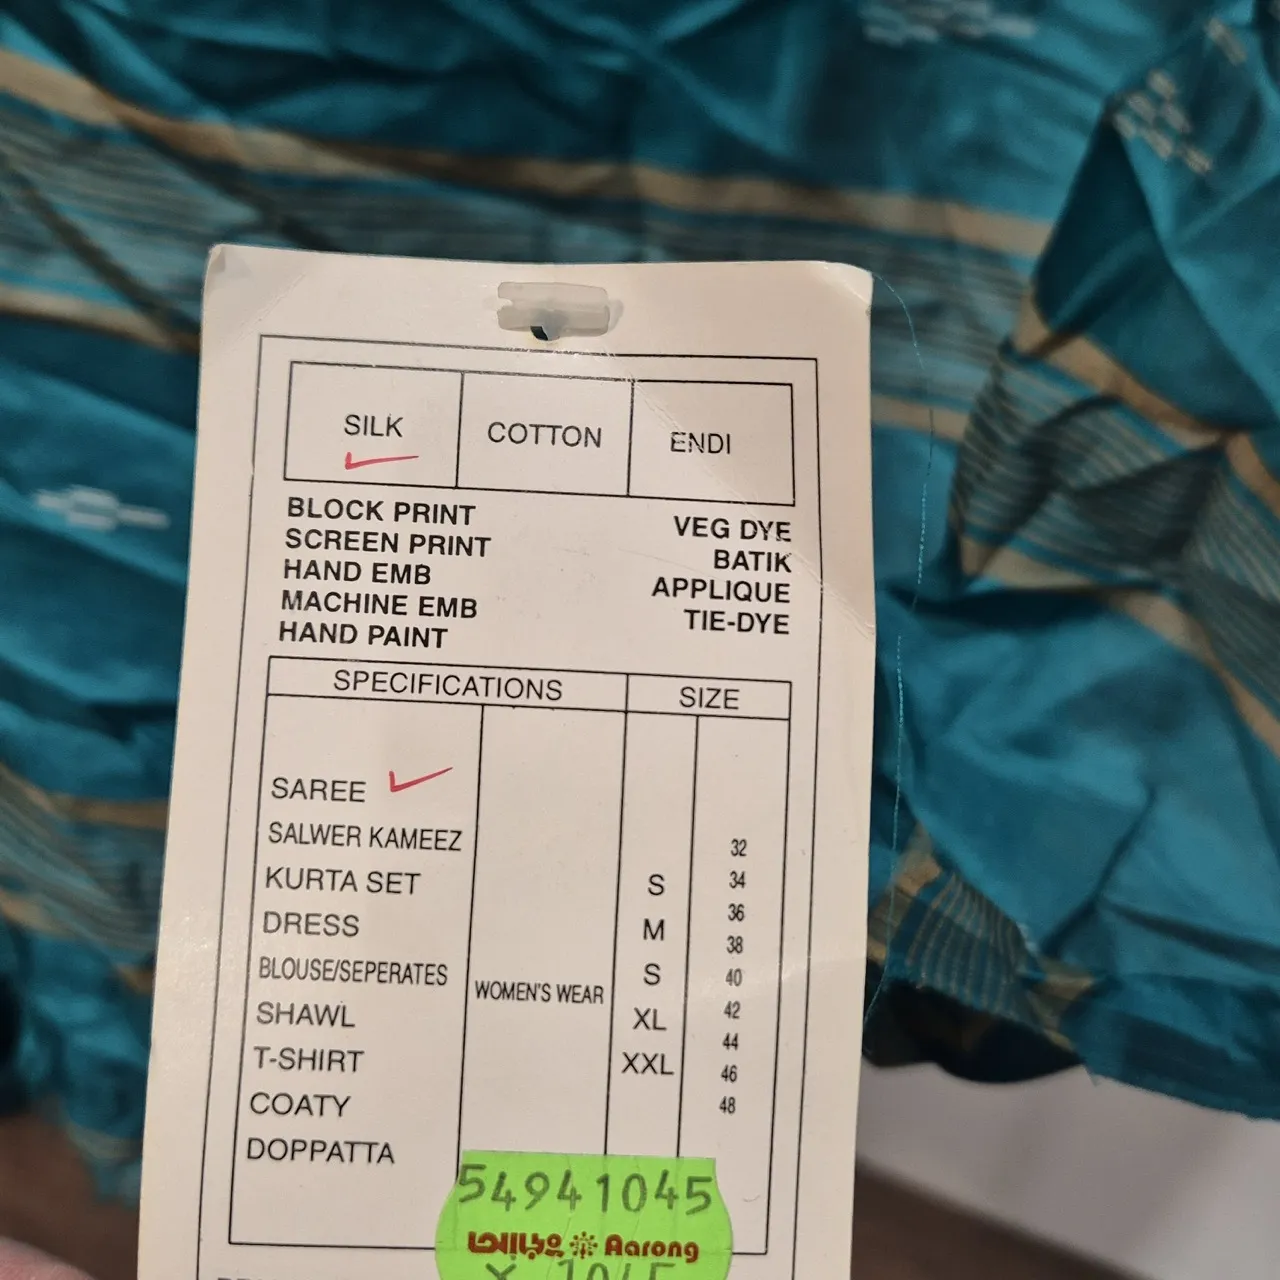 SILK COTTON ENDI
BLOCK PRINT VEG DYE
SCREEN PRINT BATIK
HAND EMB APPLIQUE
MACHINE EMB TIE-DYE
HAND PAINT
SPECIFICATIONS SIZE
SAREE
SALWER KAMEEZ 32
KURTA SET S 34
DRESS M 36
38
BLOUSE/SEPERATES WOMEN'S WEAR S 40
SHAWL XL 42
T-SHIRT XXL 44
46
COATY 48
DOPPATTA
54941045
আড়ং Aarong